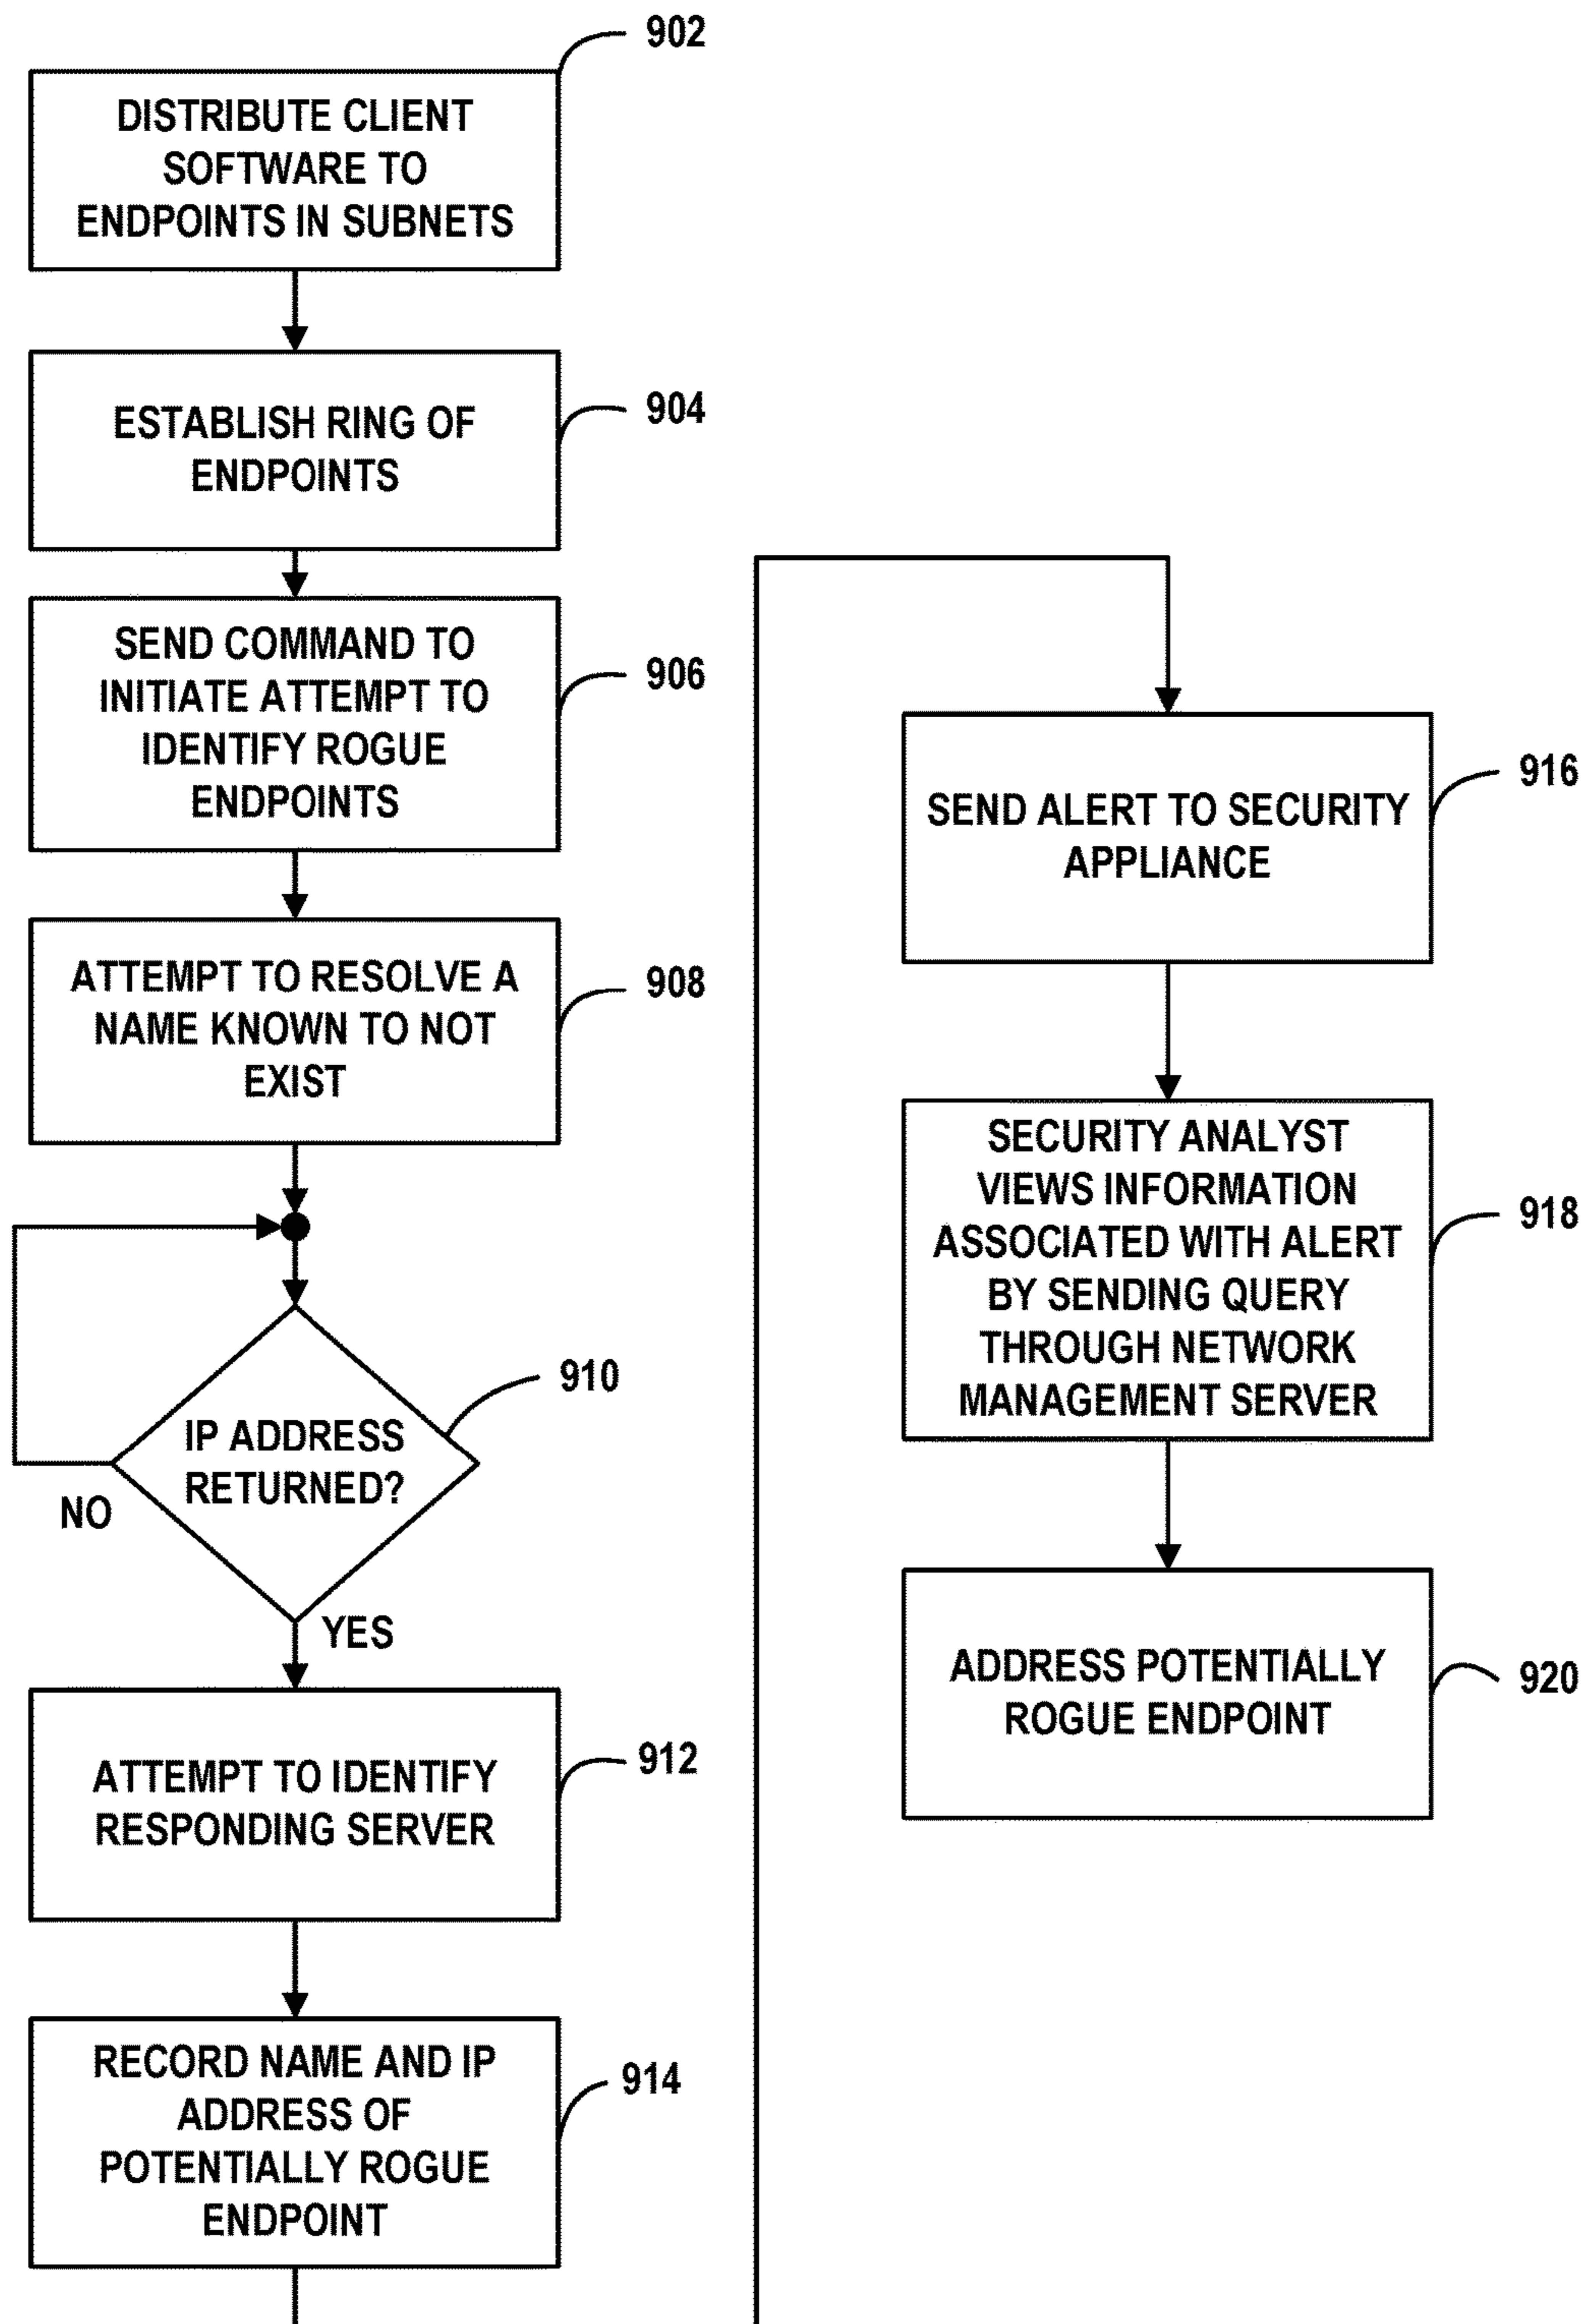 902
DISTRIBUTE CLIENT
SOFTWARE TO
ENDPOINTS IN SUBNETS
904
ESTABLISH RING OF
ENDPOINTS
906
SEND COMMAND TO
INITIATE ATTEMPT TO
IDENTIFY ROGUE
ENDPOINTS
908
ATTEMPT TO RESOLVE A
NAME KNOWN TO NOT
EXIST
910
IP ADDRESS
RETURNED?
NO
YES
912
ATTEMPT TO IDENTIFY
RESPONDING SERVER
914
RECORD NAME AND IP
ADDRESS OF
POTENTIALLY ROGUE
ENDPOINT
916
SEND ALERT TO SECURITY
APPLIANCE
918
SECURITY ANALYST
VIEWS INFORMATION
ASSOCIATED WITH ALERT
BY SENDING QUERY
THROUGH NETWORK
MANAGEMENT SERVER
920
ADDRESS POTENTIALLY
ROGUE ENDPOINT